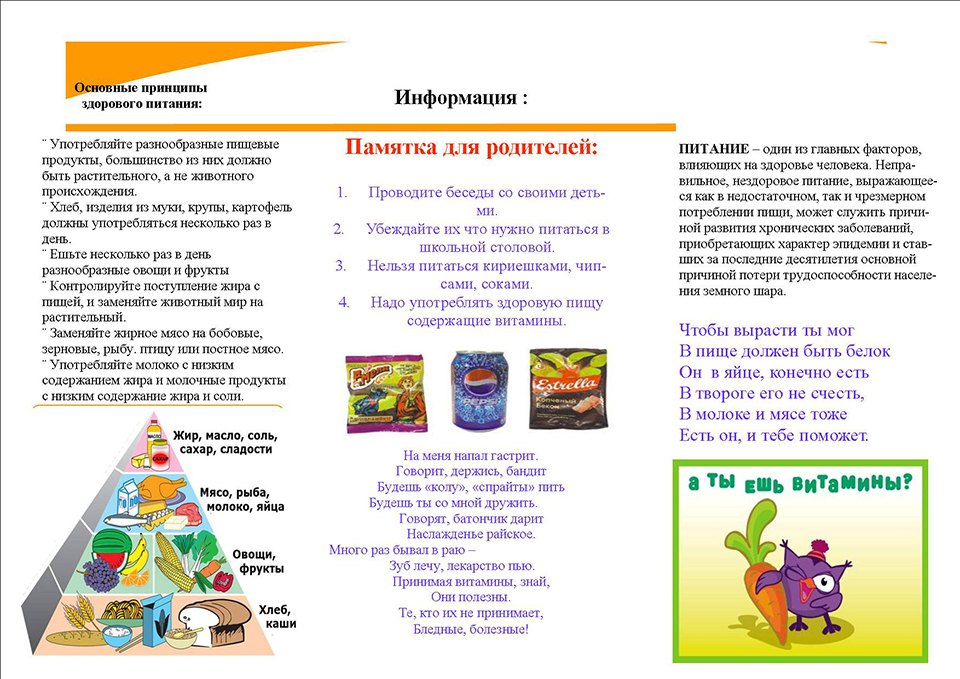 Основные принципы
здорового питания:
¨ Употребляйте разнообразные пищевые
продукты, большинство из них должно
быть растительного, а не животного
происхождения.
¨ Хлеб, изделия из муки, крупы, картофель
должны употребляться несколько раз в
день.
¨ Ешьте несколько раз в день
разнообразные овощи и фрукты
¨ Контролируйте поступление жира с
пищей, и заменяйте животный мир на
растительный.
¨ Заменяйте жирное мясо на бобовые,
зерновые, рыбу. птицу или постное мясо.
¨ Употребляйте молоко с низким
содержанием жира и молочные продукты
с низким содержание жира и соли.
МАСЛО
САХАР
Жир, масло, соль,
сахар, сладости
Мясо, рыба,
молоко, яйца
Овощи,
фрукты
Хлеб,
каши
Информация :
Памятка для родителей:
1. Проводите беседы со своими деть-
ми.
2. Убеждайте их что нужно питаться в
школьной столовой.
3. Нельзя питаться кириешками, чип-
сами, соками.
4. Надо употреблять здоровую пищу
содержащие витамины.
PEPSI
Estrella
Копченый
Бекон
На меня напал гастрит.
Говорит, держись, бандит
Будешь «колу», «спрайты» пить
Будешь ты со мной дружить.
Говорят, батончик дарит
Наслажденье райское.
Много раз бывал в раю –
Зуб лечу, лекарство пью.
Принимая витамины, знай,
Они полезны.
Те, кто их не принимает,
Бледные, болезные!
ПИТАНИЕ – один из главных факторов,
влияющих на здоровье человека. Непра-
вильное, нездоровое питание, выражающее-
ся как в недостаточном, так и чрезмерном
потреблении пищи, может служить причи-
ной развития хронических заболеваний,
приобретающих характер эпидемии и став-
ших за последние десятилетия основной
причиной потери трудоспособности населе-
ния земного шара.
Чтобы вырасти ты мог
В пище должен быть белок
Он в яйце, конечно есть
В твороге его не счесть,
В молоке и мясе тоже
Есть он, и тебе поможет.
а ты ешь витамины?